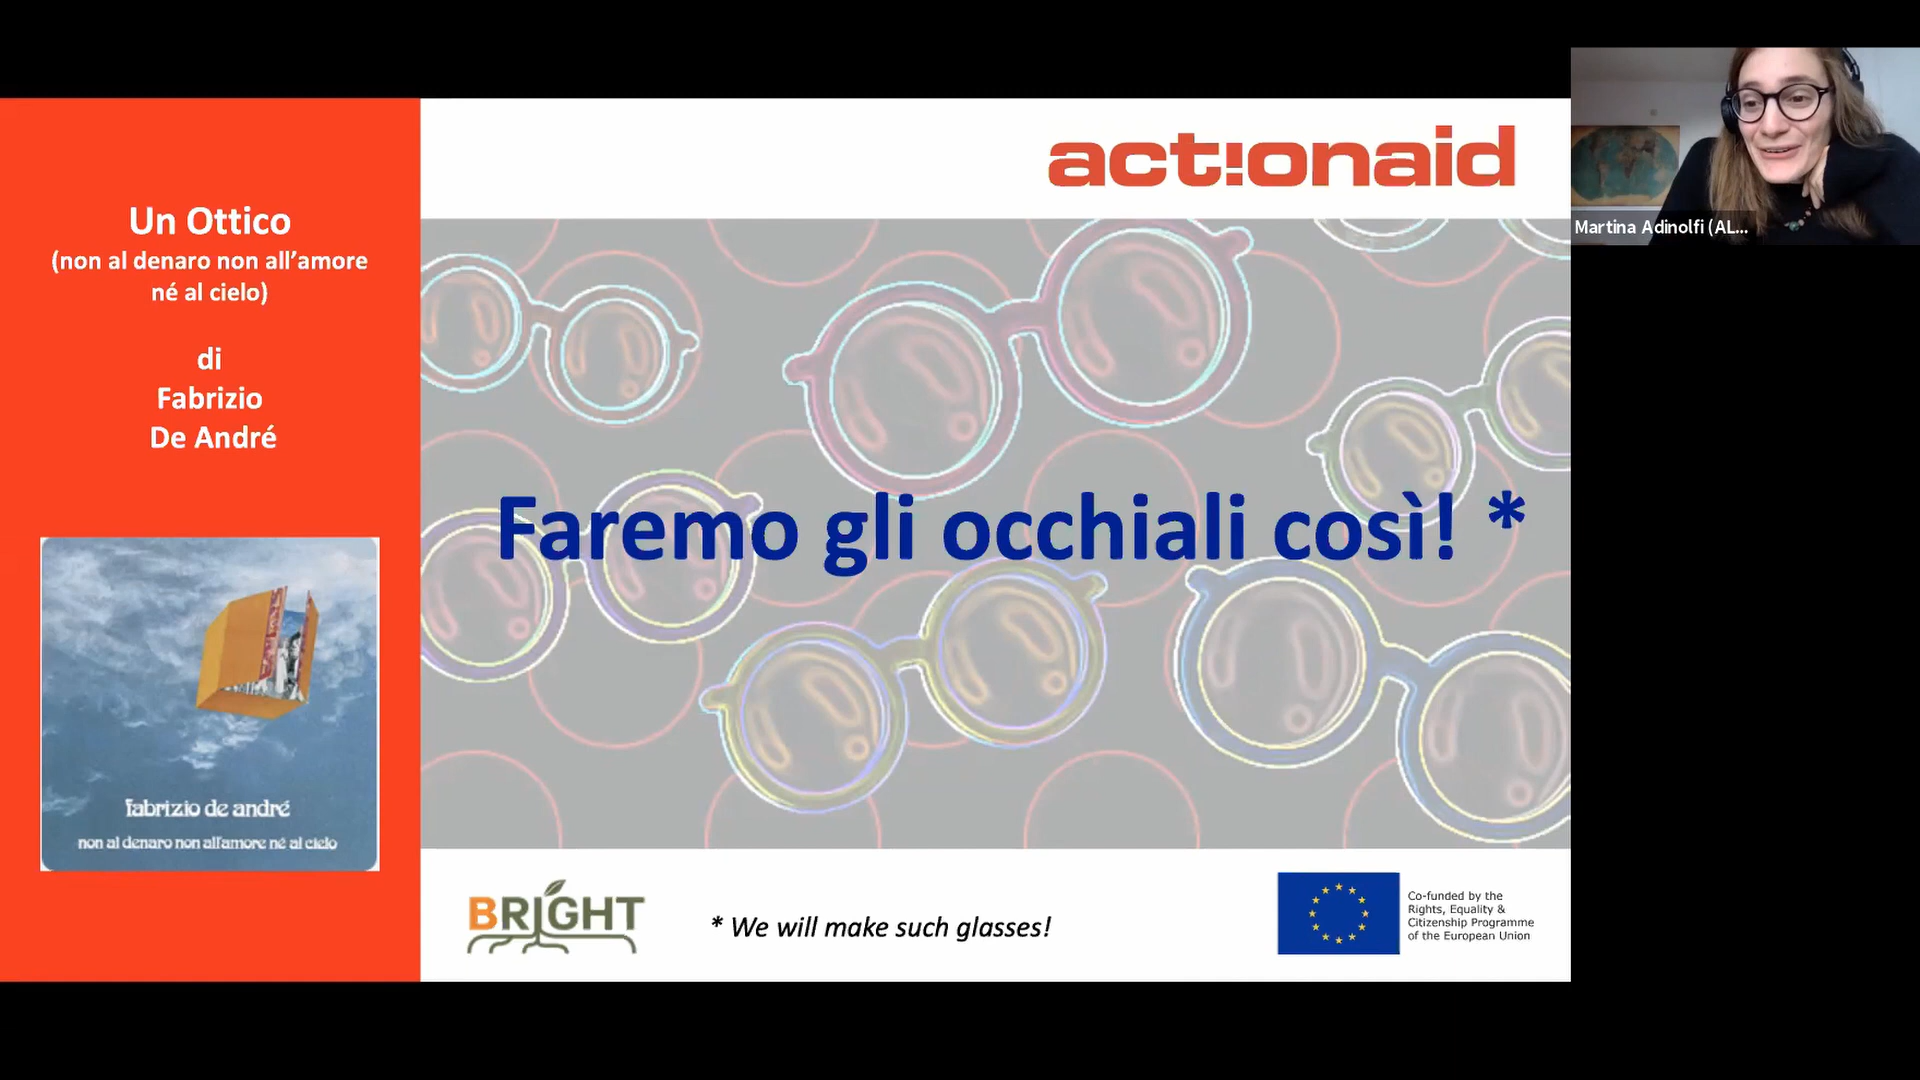 Un Ottico
(non al denaro non all’amore
né al cielo)
di
Fabrizio
De André
fabrizio de andré
non al denaro non all'amore né al cielo
act!onaid
Faremo gli occhiali così! *
BRIGHT
* We will make such glasses!
Co-funded by the
Rights, Equality &
Citizenship Programme
of the European Union
Martina Adinolfi (AL...